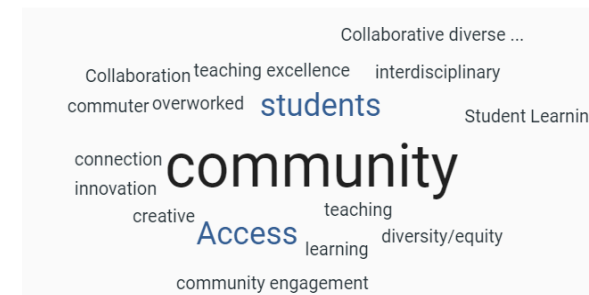 Collaborative diverse ...
Collaboration teaching excellence interdisciplinary
commuter overworked students
Student Learnin
connection community
innovation
creative teaching
Access learning diversity/equity
community engagement